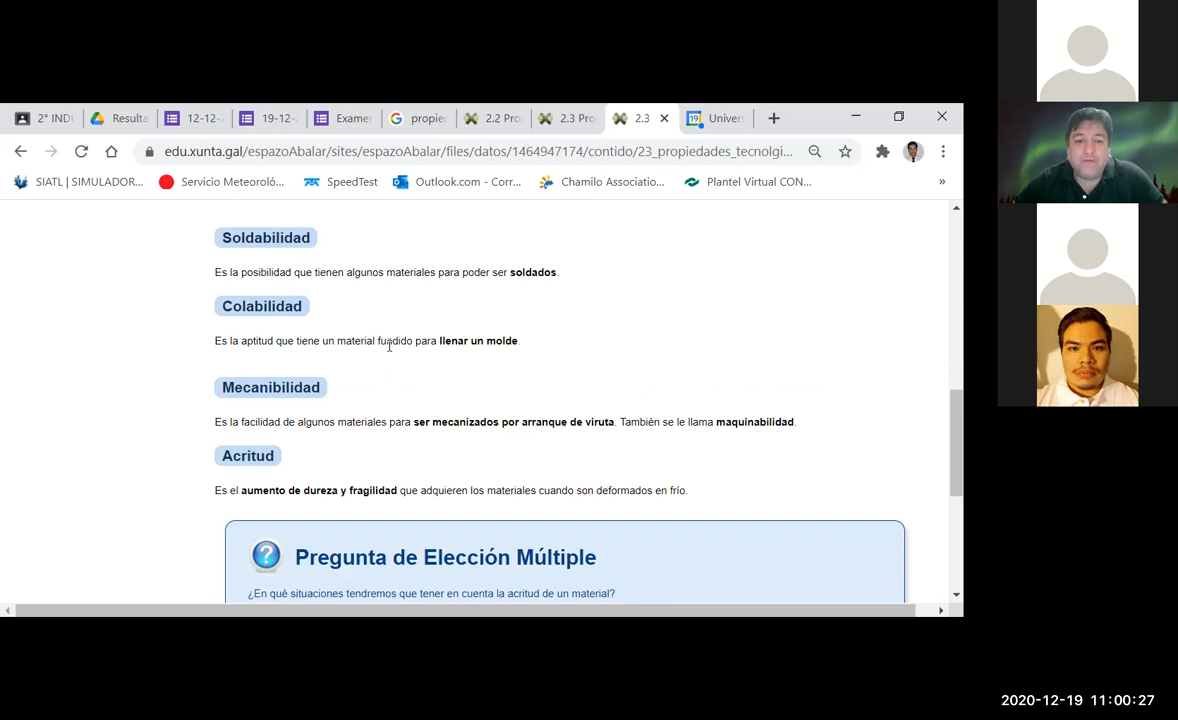 2° IND
Resulta
12-12-
19-12-
Examen
propied
2.2 Pro
2.3 Pro
2.3
19
Univers
edu.xunta.gal/espazoAbalar/sites/espazoAbalar/files/datos/1464947174/contido/23_propiedades_tecnolgi...
SIATL | SIMULADOR...
Servicio Meteoroló...
SpeedTest
Outlook.com - Corr...
Chamilo Associatio...
Plantel Virtual CON...
»
Soldabilidad
Es la posibilidad que tienen algunos materiales para poder ser soldados.
Colabilidad
Es la aptitud que tiene un material fundido para llenar un molde.
Mecanibilidad
Es la facilidad de algunos materiales para ser mecanizados por arranque de viruta. También se le llama maquinabilidad.
Acritud
Es el aumento de dureza y fragilidad que adquieren los materiales cuando son deformados en frío.
? Pregunta de Elección Múltiple
¿En qué situaciones tendremos que tener en cuenta la acritud de un material?
2020-12-19 11:00:27